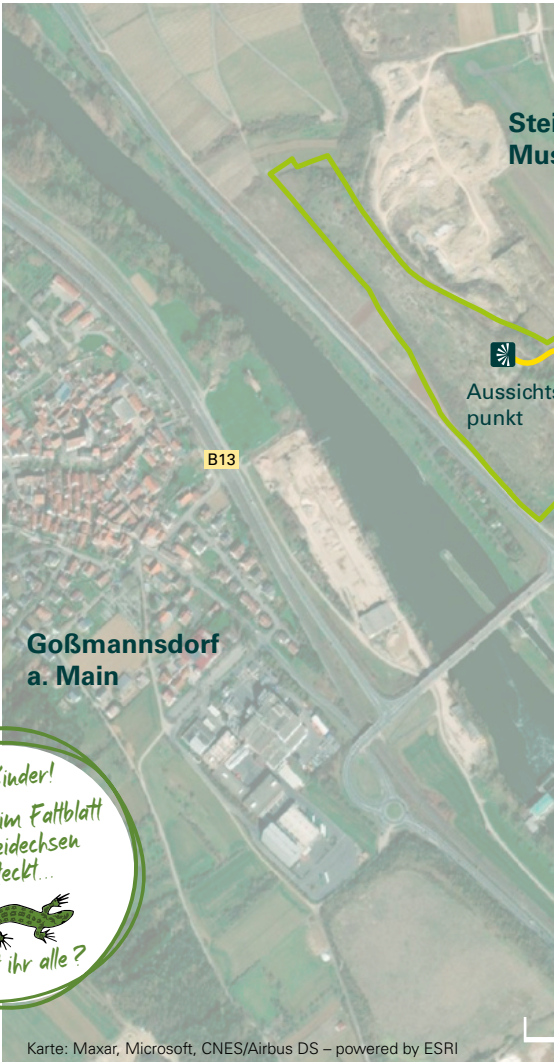 Stei
Mus
Aussichts
punkt
B13
Goßmannsdorf
a. Main
inder!
im Faltblatt
eidechsen
eckt...
ihr alle?
Karte: Maxar, Microsoft, CNES/Airbus DS – powered by ESRI